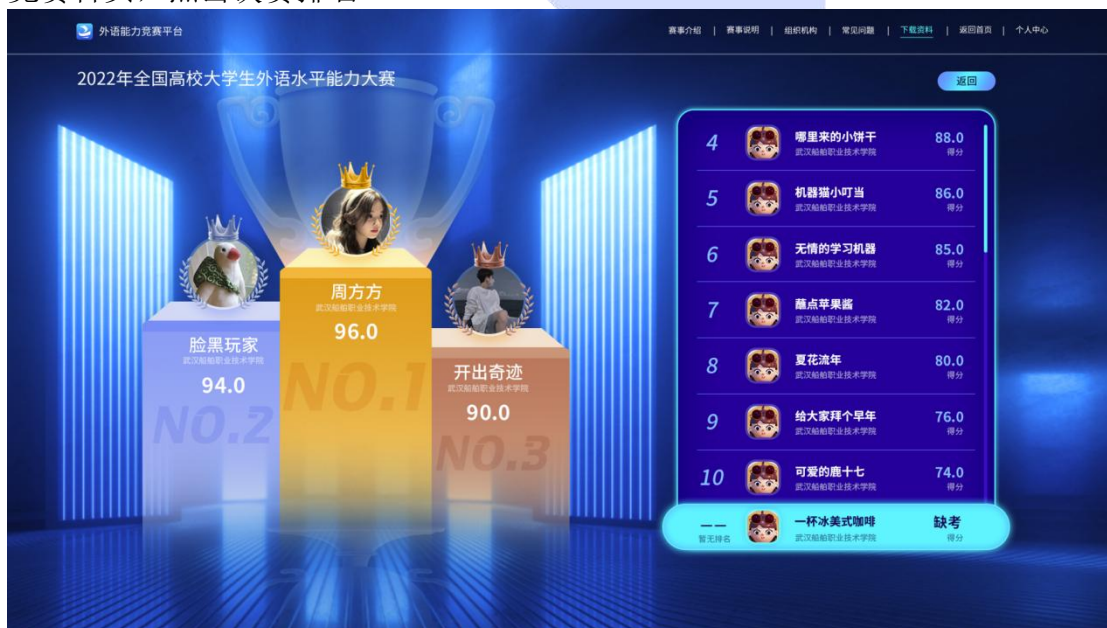 外语能力竞赛平台
赛事介绍 | 赛事说明 | 组织机构 | 常见问题 | 下载资料 | 返回首页 | 个人中心
2022年全国高校大学生外语水平能力大赛
返回
周方方
武汉船舶职业技术学院
96.0
NO.1
脸黑玩家
武汉船舶职业技术学院
94.0
NO.2
开出奇迹
武汉船舶职业技术学院
90.0
NO.3
4 哪里来的小饼干 88.0
武汉船舶职业技术学院 得分
5 机器猫小叮当 86.0
武汉船舶职业技术学院 得分
6 无情的学习机器 85.0
武汉船舶职业技术学院 得分
7 蘸点苹果酱 82.0
武汉船舶职业技术学院 得分
8 夏花流年 80.0
武汉船舶职业技术学院 得分
9 给大家拜个早年 76.0
武汉船舶职业技术学院 得分
10 可爱的鹿十七 74.0
武汉船舶职业技术学院 得分
—— 一杯冰美式咖啡 缺考
暂无排名 武汉船舶职业技术学院 得分